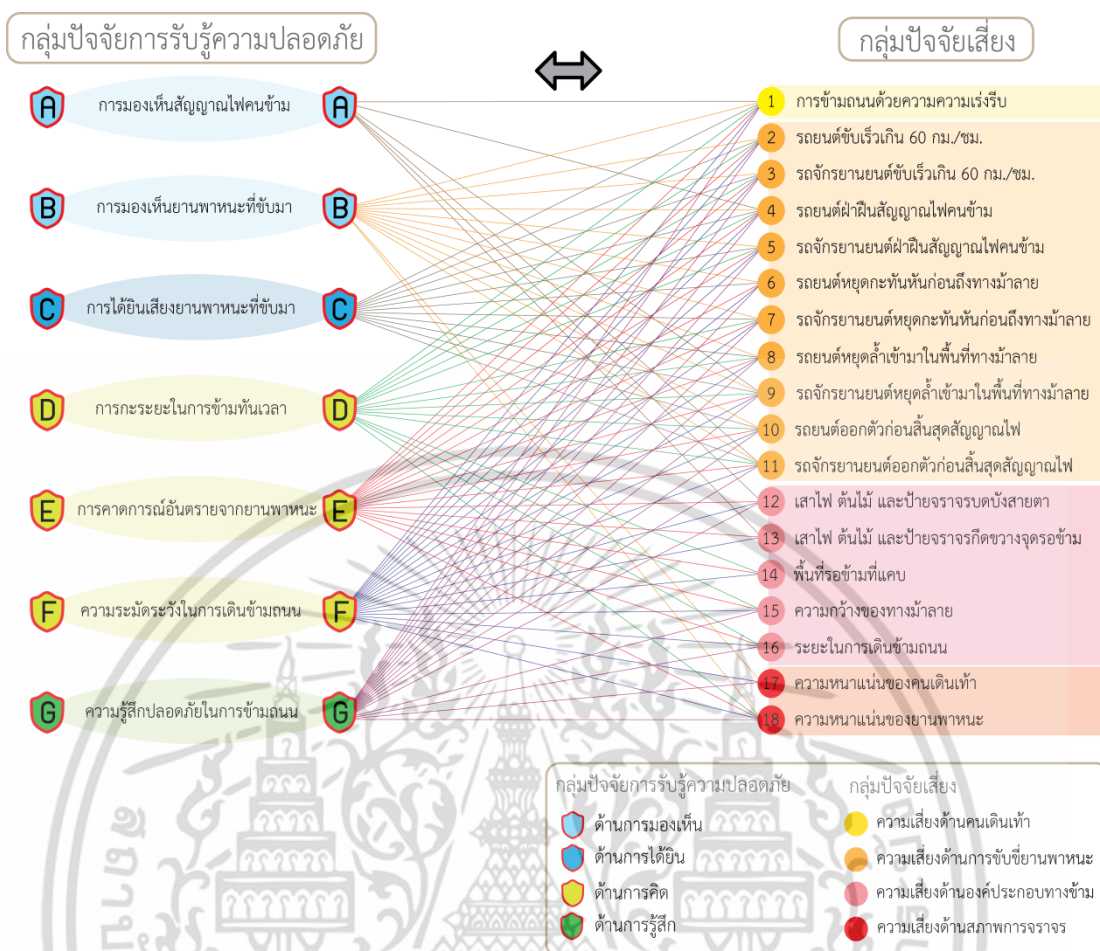 กลุ่มปัจจัยการรับรู้ความปลอดภัย
กลุ่มปัจจัยเสี่ยง
A การมองเห็นสัญญาณไฟคนข้าม A
B การมองเห็นยานพาหนะที่ขับมา B
C การได้ยินเสียงยานพาหนะที่ขับมา C
D การกะระยะในการข้ามทันเวลา D
E การคาดการณ์อันตรายจากยานพาหนะ E
F ความระมัดระวังในการเดินข้ามถนน F
G ความรู้สึกปลอดภัยในการข้ามถนน G
1 การข้ามถนนด้วยความความเร่งรีบ
2 รถยนต์ขับเร็วเกิน 60 กม./ชม.
3 รถจักรยานยนต์ขับเร็วเกิน 60 กม./ชม.
4 รถยนต์ฝ่าฝืนสัญญาณไฟคนข้าม
5 รถจักรยานยนต์ฝ่าฝืนสัญญาณไฟคนข้าม
6 รถยนต์หยุดกะทันหันก่อนถึงทางม้าลาย
7 รถจักรยานยนต์หยุดกะทันหันก่อนถึงทางม้าลาย
8 รถยนต์หยุดล้ำเข้ามาในพื้นที่ทางม้าลาย
9 รถจักรยานยนต์หยุดล้ำเข้ามาในพื้นที่ทางม้าลาย
10 รถยนต์ออกตัวก่อนสิ้นสุดสัญญาณไฟ
11 รถจักรยานยนต์ออกตัวก่อนสิ้นสุดสัญญาณไฟ
12 เสาไฟ ต้นไม้ และป้ายจราจรบดบังสายตา
13 เสาไฟ ต้นไม้ และป้ายจราจรกีดขวางจุดรอข้าม
14 พื้นที่รอข้ามที่แคบ
15 ความกว้างของทางม้าลาย
16 ระยะในการเดินข้ามถนน
17 ความหนาแน่นของคนเดินเท้า
18 ความหนาแน่นของยานพาหนะ
กลุ่มปัจจัยการรับรู้ความปลอดภัย
ด้านการมองเห็น
ด้านการได้ยิน
ด้านการคิด
ด้านการรู้สึก
กลุ่มปัจจัยเสี่ยง
ความเสี่ยงด้านคนเดินเท้า
ความเสี่ยงด้านการขับขี่ยานพาหนะ
ความเสี่ยงด้านองค์ประกอบทางข้าม
ความเสี่ยงด้านสภาพการจราจร